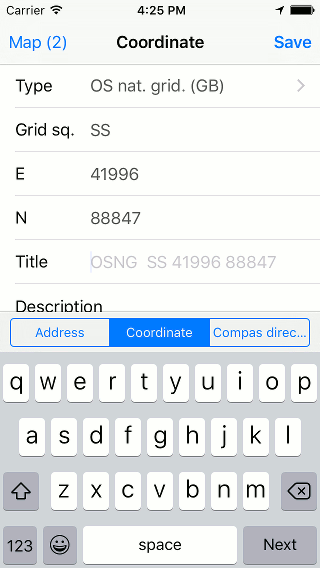 Carrier 4:25 PM
Map (2) Coordinate Save
Type OS nat. grid. (GB)
Grid sq. SS
E 41996
N 88847
Title OSNG SS 41996 88847
Description
Address Coordinate Compas direc...
q w e r t y u i o p
a s d f g h j k l
z x c v b n m
123 space Next